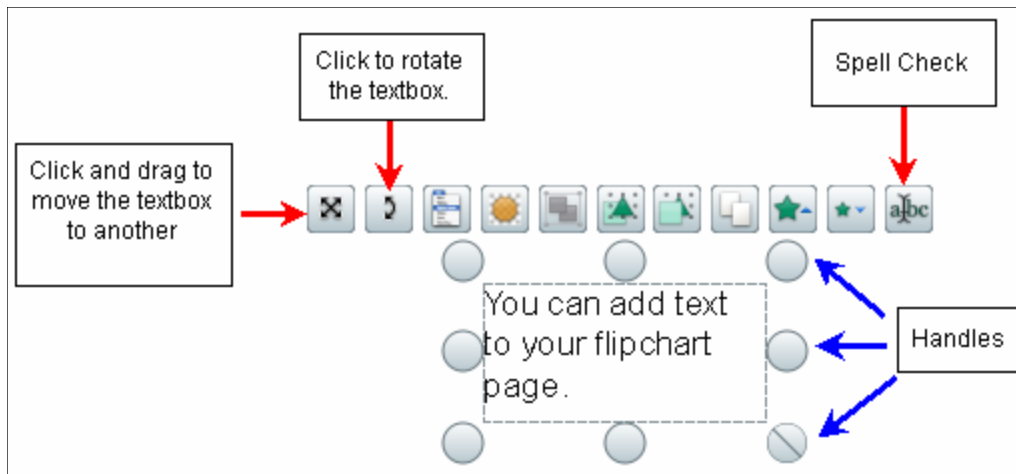 Click to rotate
the textbox.
Spell Check
Click and drag to
move the textbox
to another
abc
You can add text
to your flipchart
page.
Handles